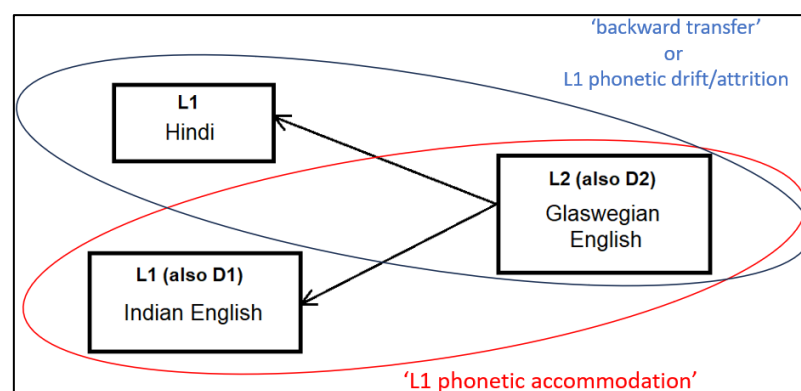 'backward transfer'
or
L1 phonetic drift/attrition
L1
Hindi
L2 (also D2)
Glaswegian
English
L1 (also D1)
Indian English
'L1 phonetic accommodation'